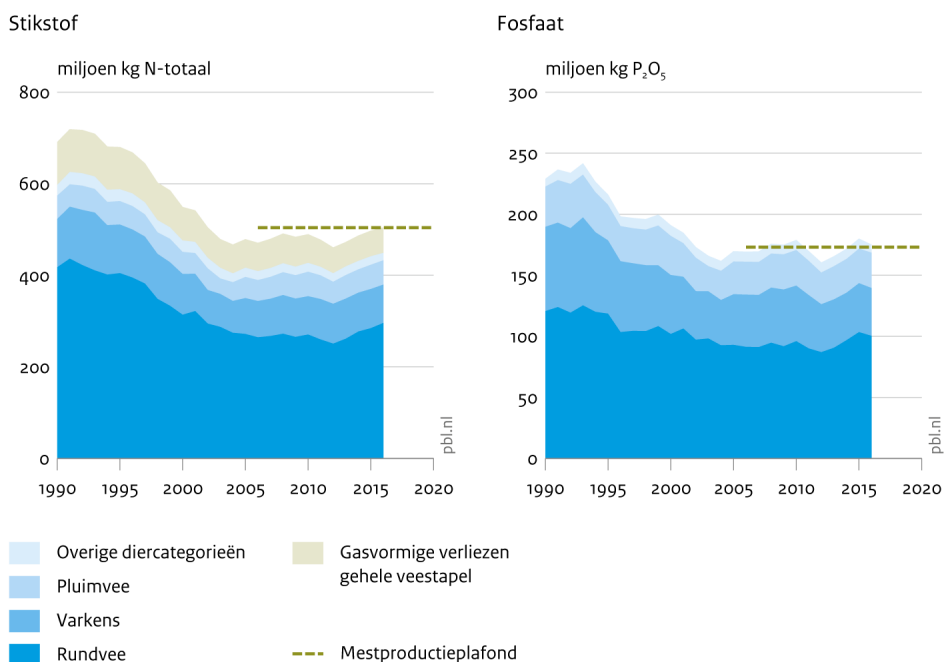 Stikstof
miljoen kg N-totaal
800
600
400
200
0
1990 1995 2000 2005 2010 2015 2020
pbl.nl
Fosfaat
miljoen kg P₂O₅
300
250
200
150
100
50
0
1990 1995 2000 2005 2010 2015 2020
pbl.nl
Overige diercategorieën
Pluimvee
Varkens
Rundvee
Gasvormige verliezen
gehele veestapel
Mestproductieplafond